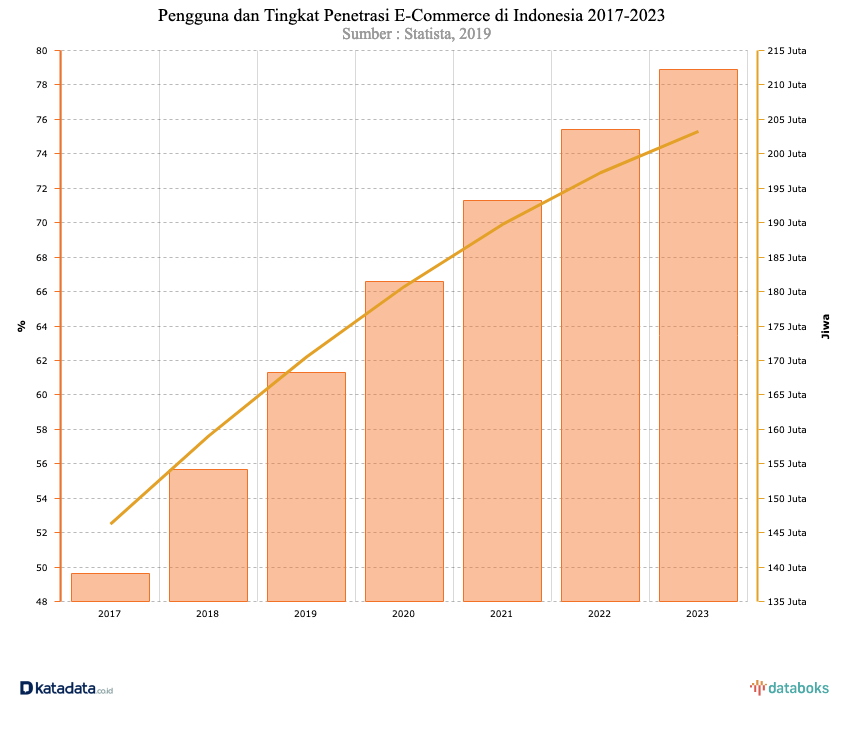 Pengguna dan Tingkat Penetrasi E-Commerce di Indonesia 2017-2023
Sumber : Statista, 2019
80
78
76
74
72
70
68
66
64
62
60
58
56
54
52
50
48
%
215 Juta
210 Juta
205 Juta
200 Juta
195 Juta
190 Juta
185 Juta
180 Juta
175 Juta
170 Juta
165 Juta
160 Juta
155 Juta
150 Juta
145 Juta
140 Juta
135 Juta
Jiwa
2017 2018 2019 2020 2021 2022 2023
katadata.co.id
databoks